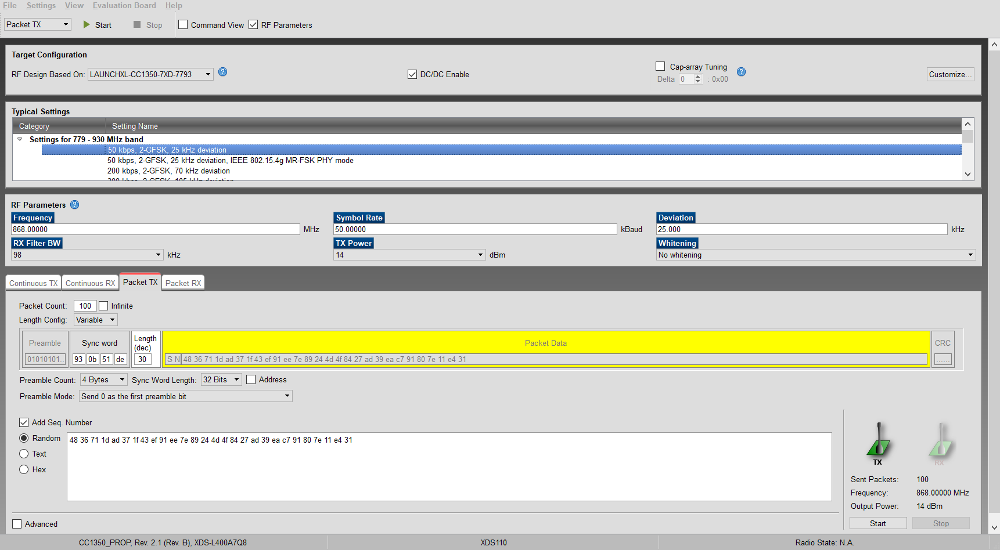 File Settings View Evaluation Board Help
Packet TX Start Stop Command View RF Parameters
Target Configuration
RF Design Based On: LAUNCHXL-CC1350-7XD-7793 DC/DC Enable Cap-array Tuning
Delta 0 : 0x00 Customize...
Typical Settings
Category Setting Name
Settings for 779 - 930 MHz band
50 kbps, 2-GFSK, 25 kHz deviation
50 kbps, 2-GFSK, 25 kHz deviation, IEEE 802.15.4g MR-FSK PHY mode
200 kbps, 2-GFSK, 70 kHz deviation
RF Parameters
Frequency Symbol Rate Deviation
868.00000 MHz 50.00000 kBaud 25.000 kHz
RX Filter BW TX Power Whitening
98 kHz 14 dBm No whitening
Continuous TX Continuous RX Packet TX Packet RX
Packet Count: 100 Infinite
Length Config: Variable
Preamble Sync word Length (dec) Packet Data CRC
01010101.. 93 0b 51 de 30 S N 48 36 71 1d ad 37 1f 43 ef 91 ee 7e 89 24 4d 4f 84 27 ad 39 ea c7 91 80 7e 11 e4 31 ......
Preamble Count: 4 Bytes Sync Word Length: 32 Bits Address
Preamble Mode: Send 0 as the first preamble bit
Add Seq. Number
Random 48 36 71 1d ad 37 1f 43 ef 91 ee 7e 89 24 4d 4f 84 27 ad 39 ea c7 91 80 7e 11 e4 31
Text
Hex
TX RX
Sent Packets: 100
Frequency: 868.00000 MHz
Output Power: 14 dBm
Start Stop
Advanced
CC1350_PROP, Rev. 2.1 (Rev. B), XDS-L400A7Q8 XDS110 Radio State: N.A.